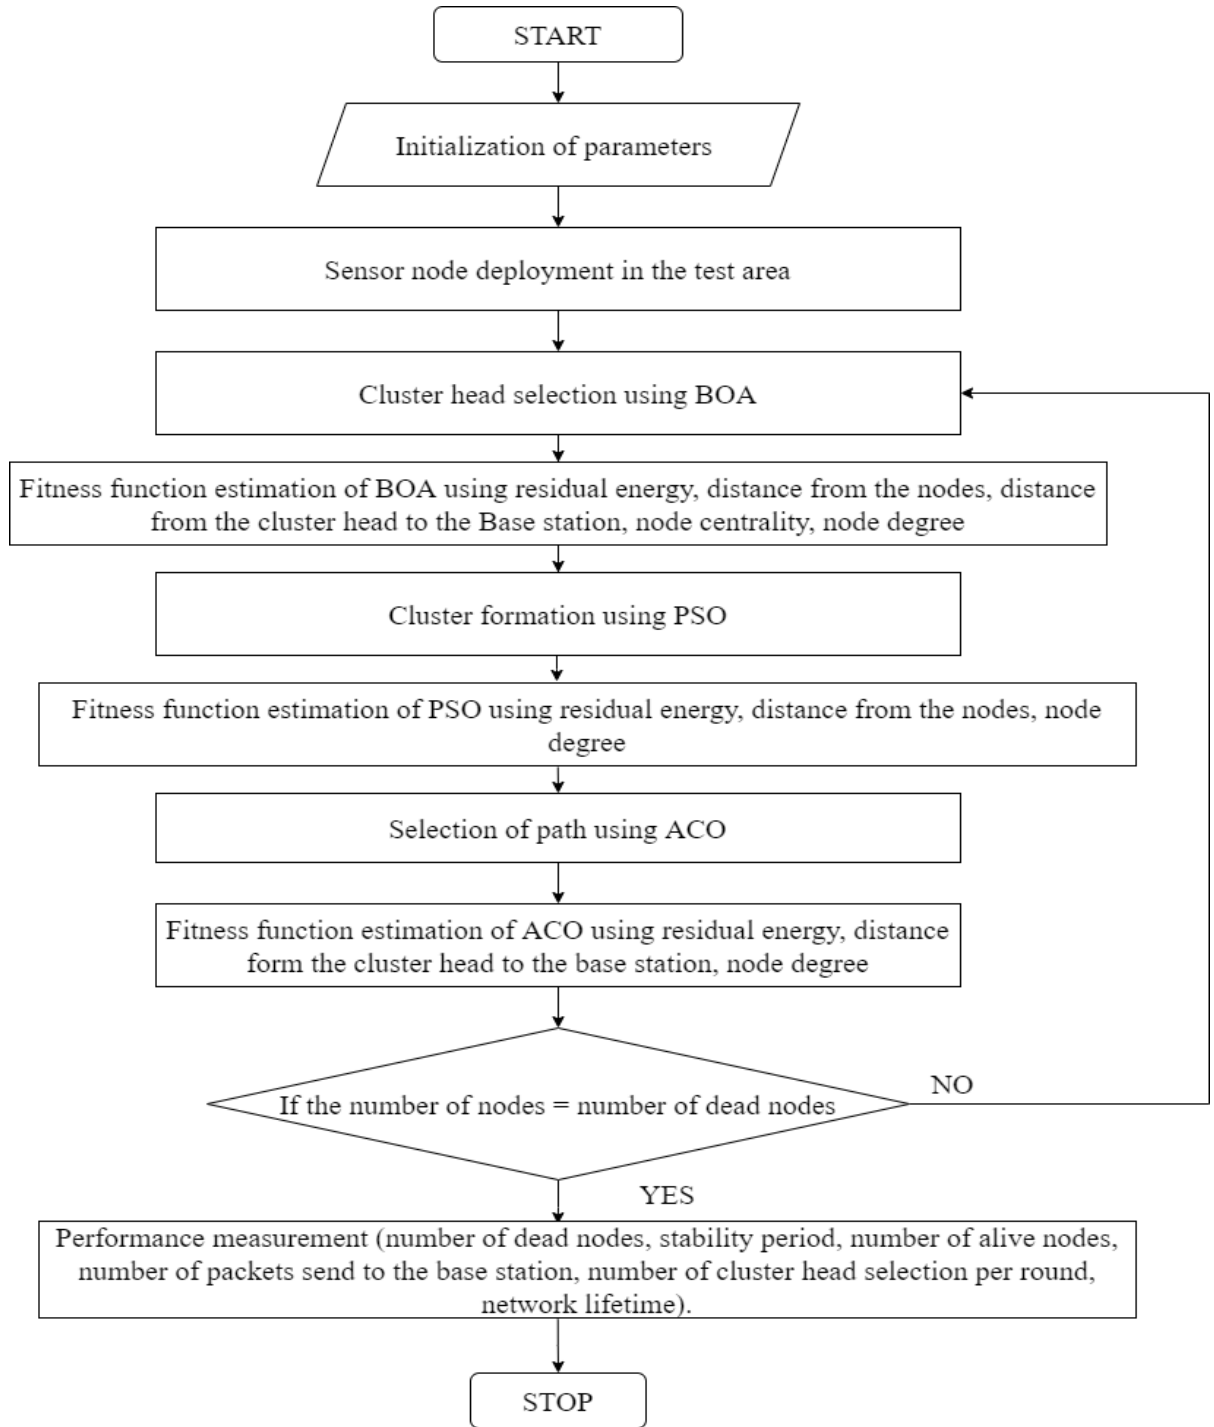 START
Initialization of parameters
Sensor node deployment in the test area
Cluster head selection using BOA
Fitness function estimation of BOA using residual energy, distance from the nodes, distance
from the cluster head to the Base station, node centrality, node degree
Cluster formation using PSO
Fitness function estimation of PSO using residual energy, distance from the nodes, node
degree
Selection of path using ACO
Fitness function estimation of ACO using residual energy, distance
form the cluster head to the base station, node degree
If the number of nodes = number of dead nodes
NO
YES
Performance measurement (number of dead nodes, stability period, number of alive nodes,
number of packets send to the base station, number of cluster head selection per round,
network lifetime).
STOP